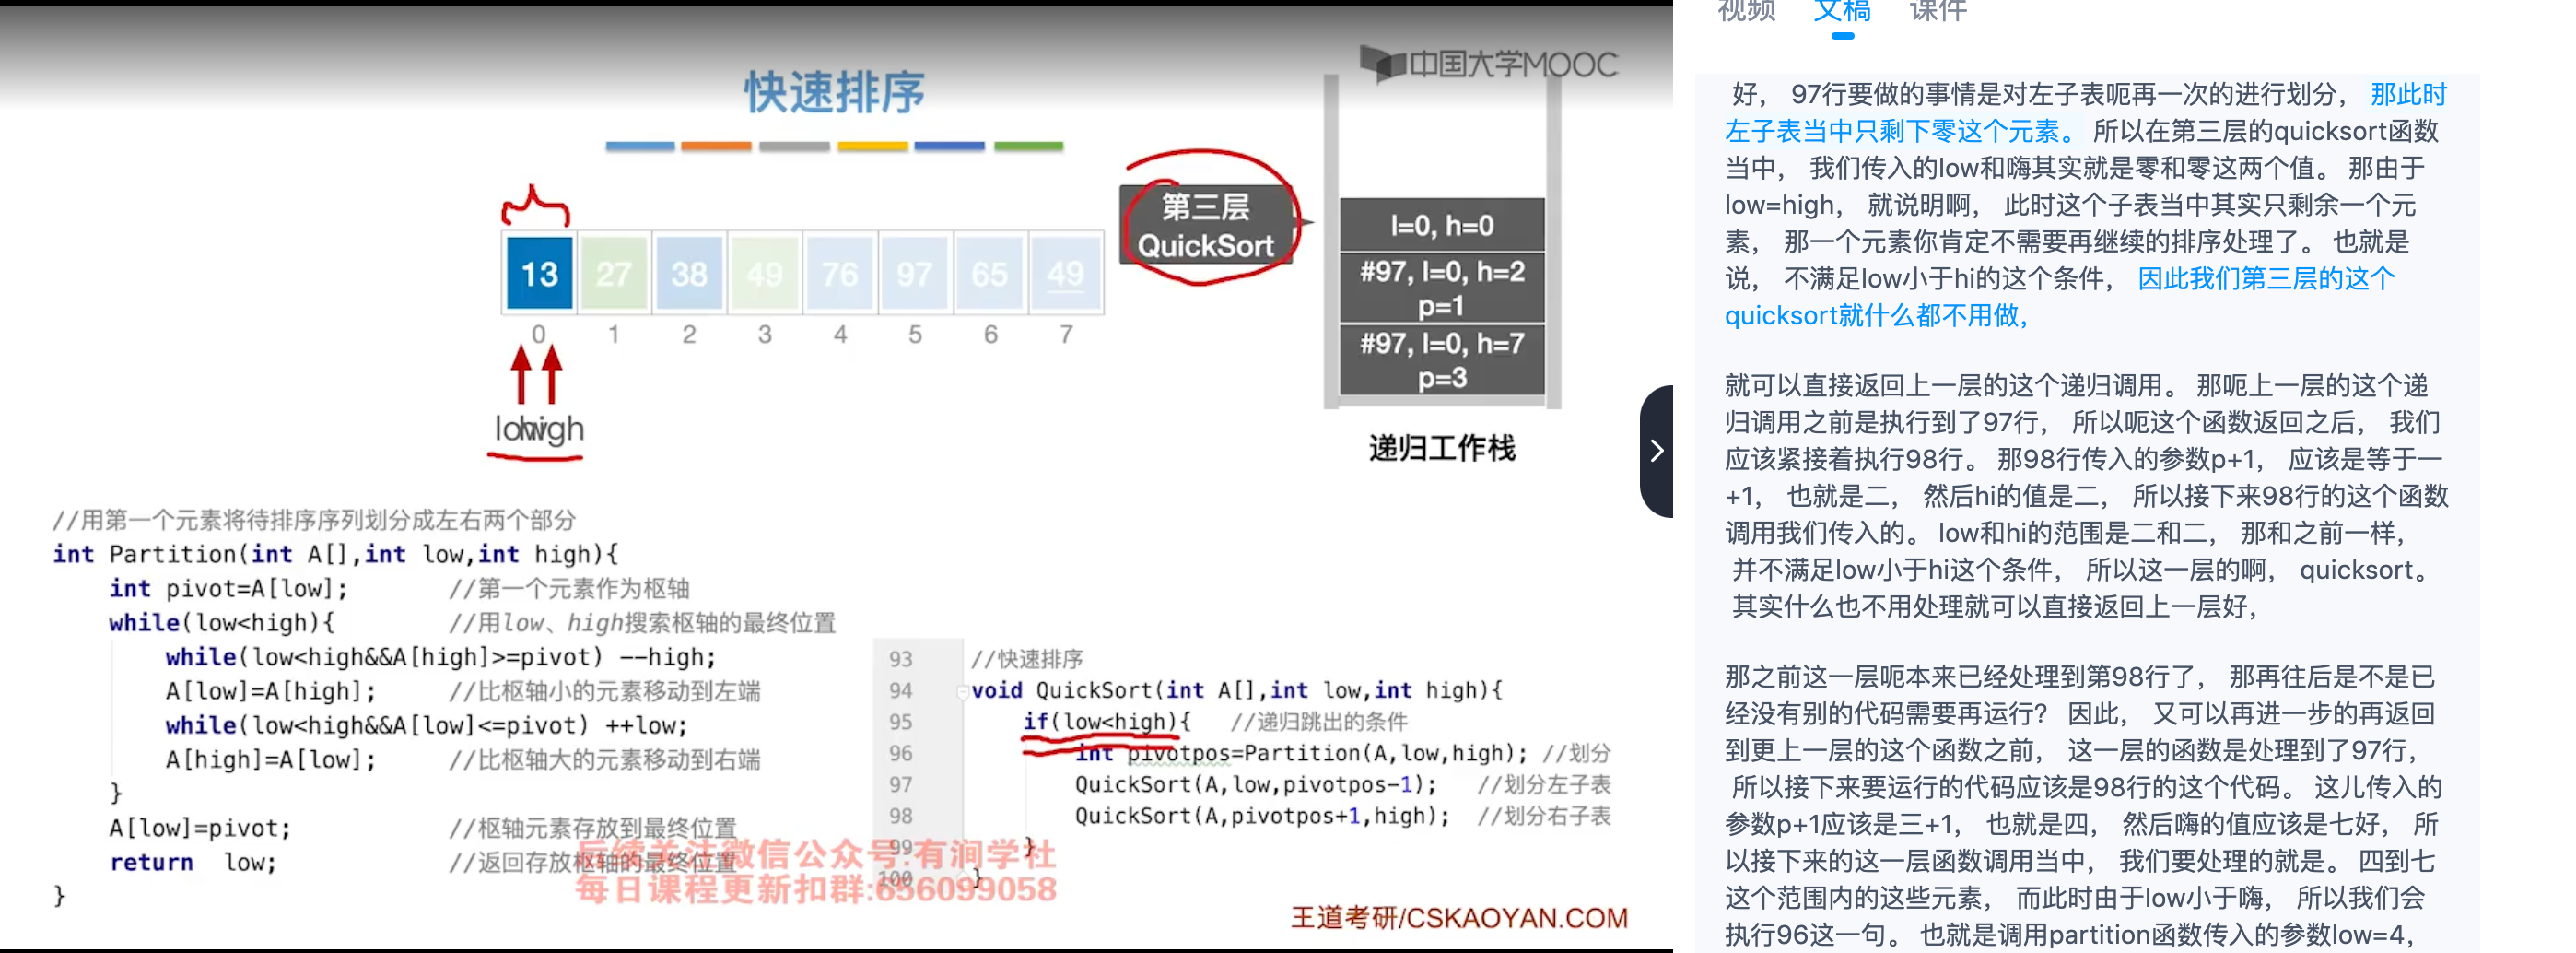 中国大学MOOC
快速排序
第三层
QuickSort
13 27 38 49 76 97 65 49
0 1 2 3 4 5 6 7
low
high
l=0, h=0
#97, l=0, h=2
p=1
#97, l=0, h=7
p=3
递归工作栈
//用第一个元素将待排序序列划分成左右两个部分
int Partition(int A[],int low,int high){
int pivot=A[low]; //第一个元素作为枢轴
while(low<high){ //用low、high搜索枢轴的最终位置
while(low<high&&A[high]>=pivot) --high;
A[low]=A[high]; //比枢轴小的元素移动到左端
while(low<high&&A[low]<=pivot) ++low;
A[high]=A[low]; //比枢轴大的元素移动到右端
}
A[low]=pivot; //枢轴元素存放到最终位置
return low; //返回存放枢轴的最终位置
}
93 //快速排序
94 void QuickSort(int A[],int low,int high){
95 if(low<high){ //递归跳出的条件
96 int pivotpos=Partition(A,low,high); //划分
97 QuickSort(A,low,pivotpos-1); //划分左子表
98 QuickSort(A,pivotpos+1,high); //划分右子表
99 }
100 }
后续关注微信公众号:有涧学社
每日课程更新扣群:656099058
王道考研/CSKAOYAN.COM
视频 文稿 课件
好， 97行要做的事情是对左子表呃再一次的进行划分， 那此时
左子表当中只剩下零这个元素。 所以在第三层的quicksort函数
当中， 我们传入的low和嗨其实就是零和零这两个值。 那由于
low=high， 就说明啊， 此时这个子表当中其实只剩余一个元
素， 那一个元素你肯定不需要再继续的排序处理了。 也就是
说， 不满足low小于hi的这个条件， 因此我们第三层的这个
quicksort就什么都不用做，
就可以直接返回上一层的这个递归调用。 那呃上一层的这个递
归调用之前是执行到了97行， 所以呃这个函数返回之后， 我们
应该紧接着执行98行。 那98行传入的参数p+1， 应该是等于一
+1， 也就是二， 然后hi的值是二， 所以接下来98行的这个函数
调用我们传入的。 low和hi的范围是二和二， 那和之前一样，
并不满足low小于hi这个条件， 所以这一层的啊， quicksort。
其实什么也不用处理就可以直接返回上一层好，
那之前这一层呃本来已经处理到第98行了， 那再往后是不是已
经没有别的代码需要再运行？ 因此， 又可以再进一步的再返回
到更上一层的这个函数之前， 这一层的函数是处理到了97行，
所以接下来要运行的代码应该是98行的这个代码。 这儿传入的
参数p+1应该是三+1， 也就是四， 然后嗨的值应该是七好， 所
以接下来的这一层函数调用当中， 我们要处理的就是。 四到七
这个范围内的这些元素， 而此时由于low小于嗨， 所以我们会
执行96这一句。 也就是调用partition函数传入的参数low=4，